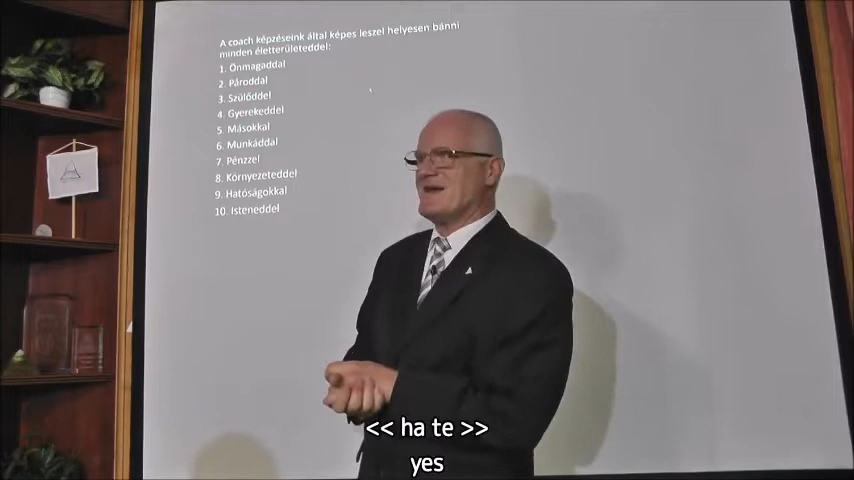 A coach képzéseink által képes leszel helyesen bánni
minden életterületeddel:
1. Önmagaddal
2. Pároddal
3. Szülőddel
4. Gyerekeddel
5. Másokkal
6. Munkáddal
7. Pénzzel
8. Környezeteddel
9. Hatóságokkal
10. Isteneddel
<< ha te >>
yes